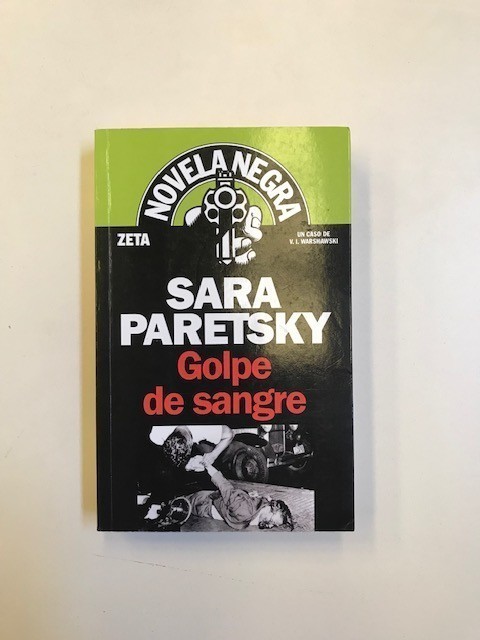 NOVELA NEGRA
ZETA
UN CASO DE
V. I. WARSHAWSKI
SARA
PARETSKY
Golpe
de sangre